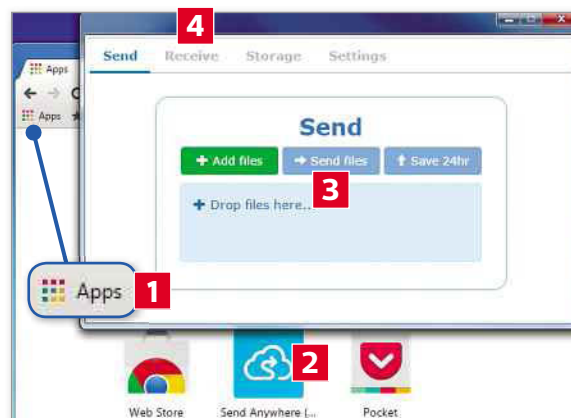 4
Send Receive Storage Settings
Apps
Apps
Send
+ Add files → Send files ↑ Save 24hr
3
+ Drop files here..
Apps 1
2
Web Store Send Anywhere (... Pocket